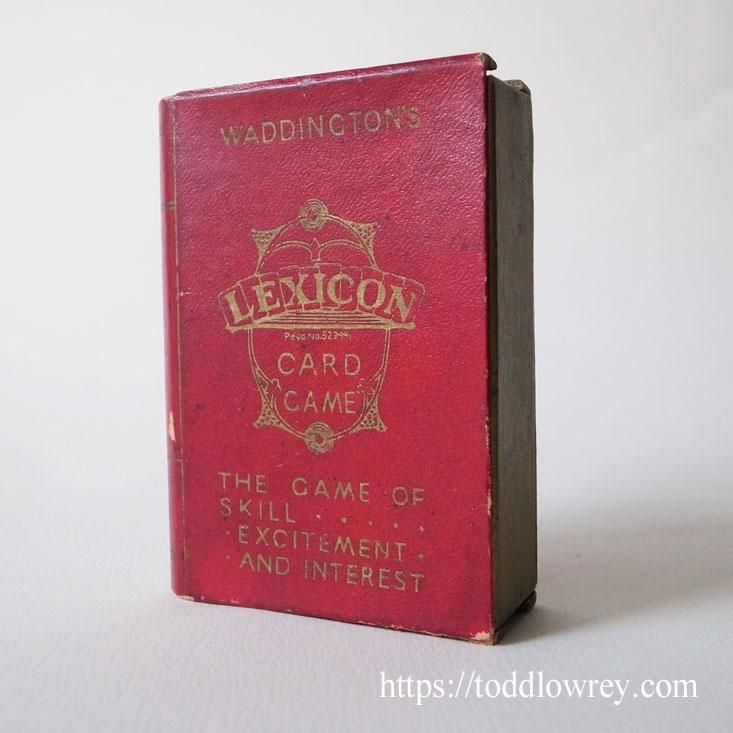 WADDINGTON'S
LEXICON
CARD
GAME
THE GAME OF
SKILL . . . . .
· EXCITEMENT ·
· AND INTEREST
https://toddlowrey.com